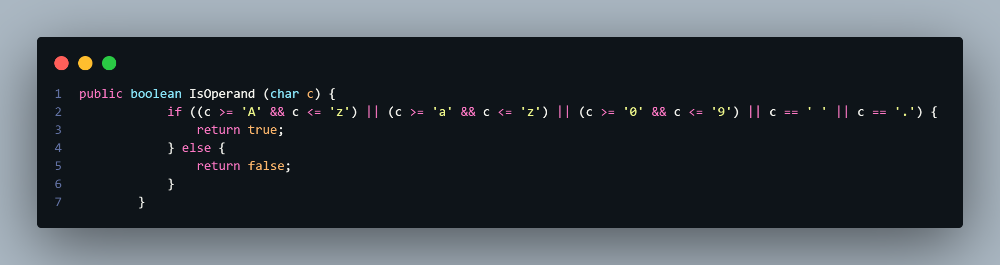 1 public boolean IsOperand (char c) {
2 if ((c >= 'A' && c <= 'z') || (c >= 'a' && c <= 'z') || (c >= '0' && c <= '9') || c == ' ' || c == '.') {
3 return true;
4 } else {
5 return false;
6 }
7 }